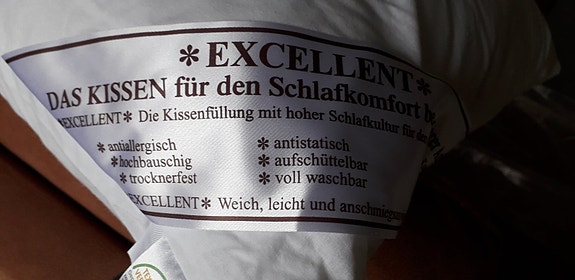 *EXCELLENT*
DAS KISSEN für den Schlafkomfort
EXCELLENT* Die Kissenfüllung mit hoher Schlafkultur für
* antiallergisch * antistatisch
* hochbauschig * aufschüttelbar
* trocknerfest * voll waschbar
EXCELLENT* Weich, leicht und